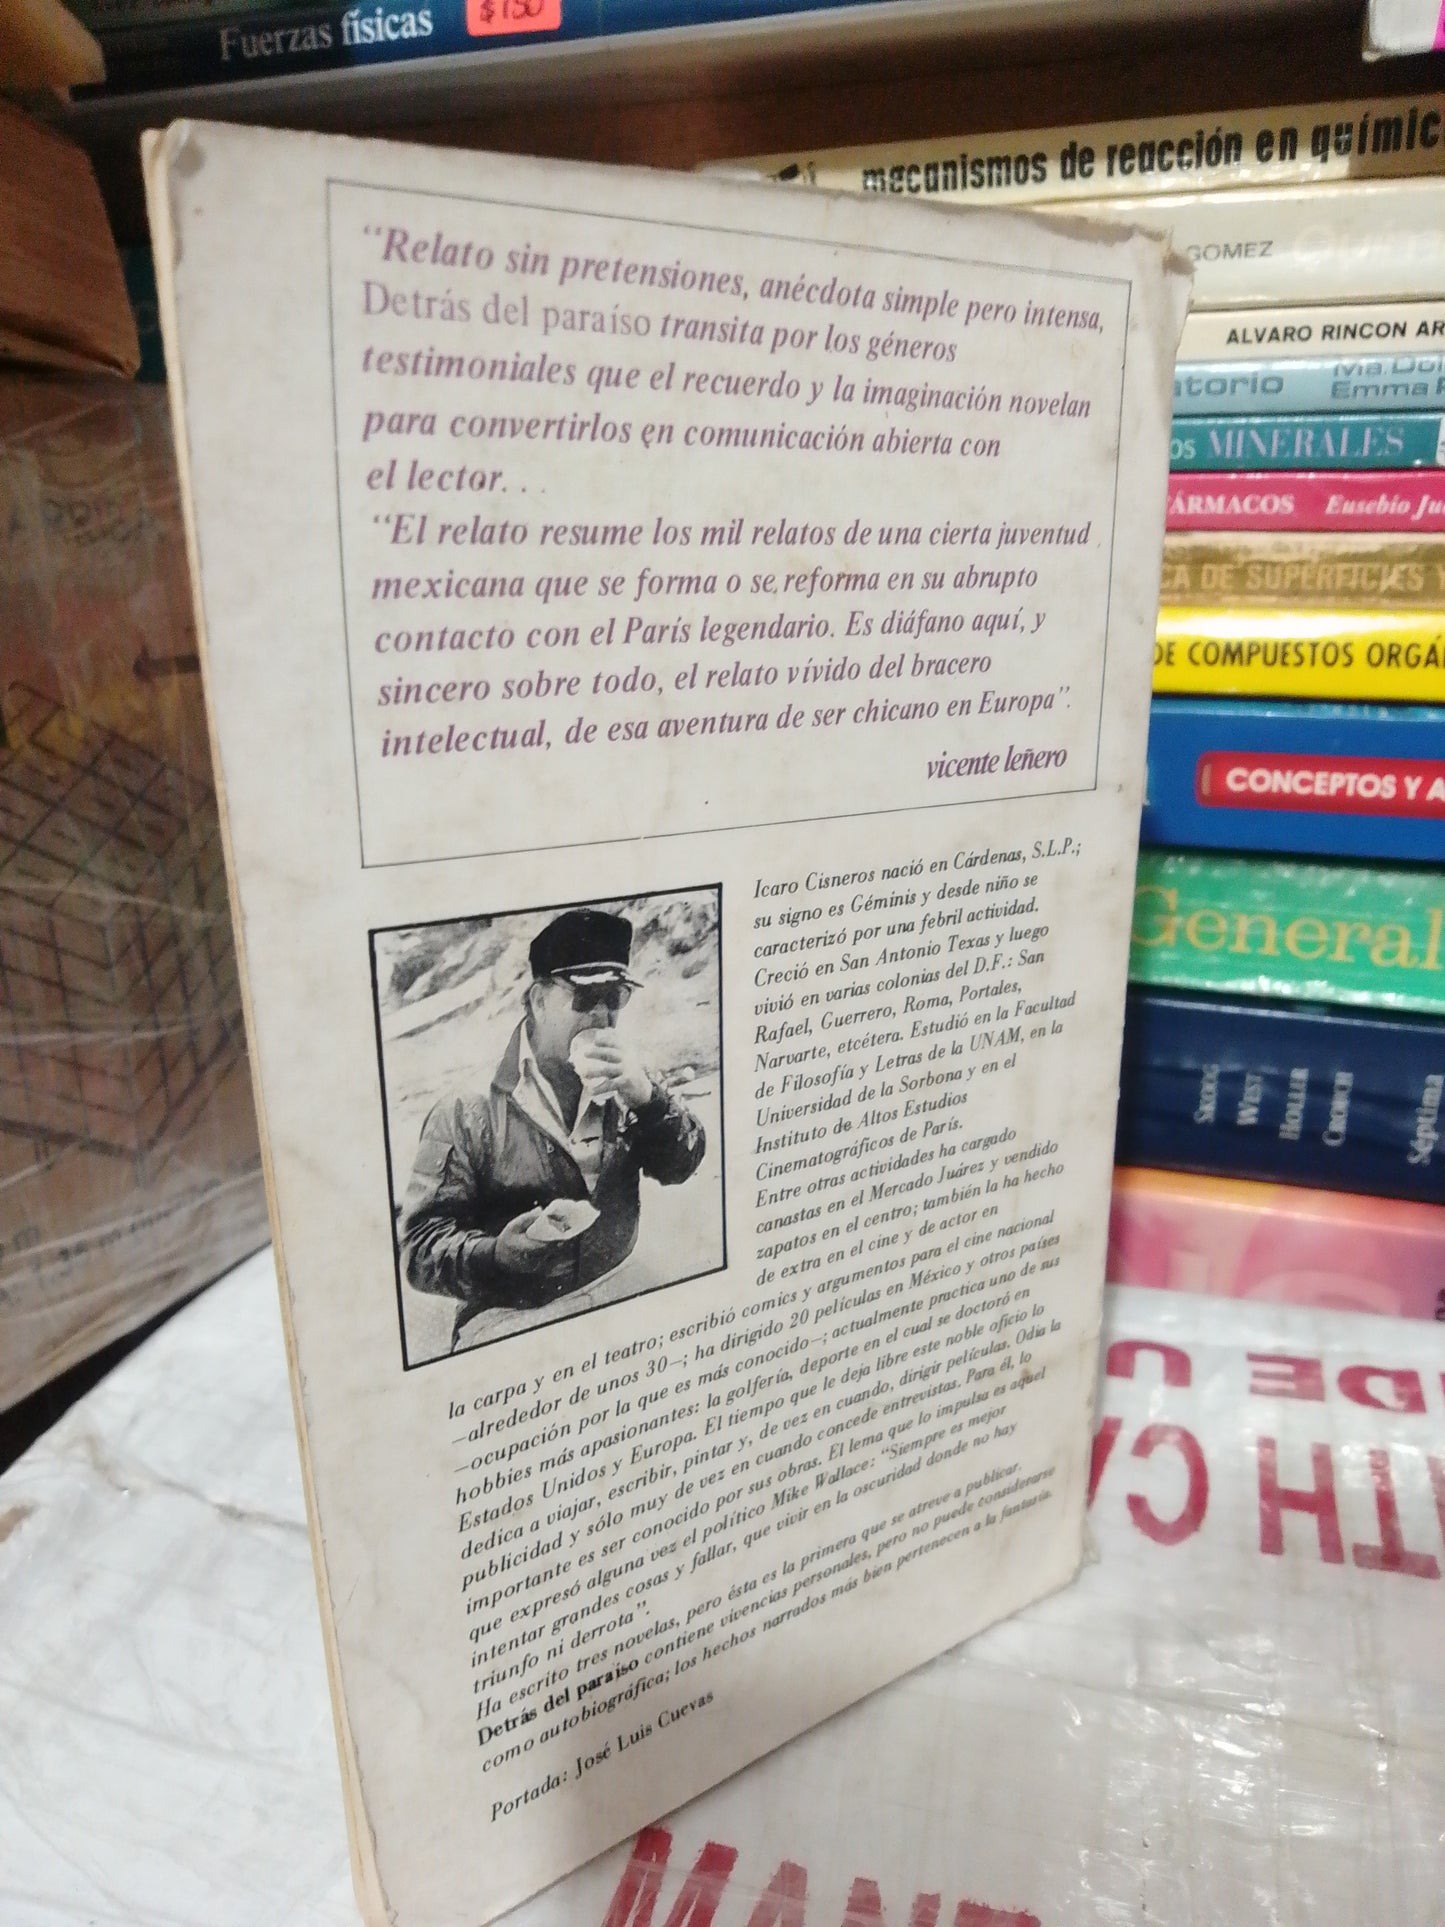 Fuerzas físicas
$150
mecanismos de reacción en químic
GOMEZ
ALVARO RINCON AR
atorio
Ma. Dol
Emma R
os MINERALES
ÁRMACOS Eusebio Ju
CA DE SUPERFICIES Y
DE COMPUESTOS ORGÁ
CONCEPTOS Y A
General
SKOOG
WEST
HOLLER
CROUCH
Séptima
“Relato sin pretensiones, anécdota simple pero intensa,
Detrás del paraíso transita por los géneros
testimoniales que el recuerdo y la imaginación novelan
para convertirlos en comunicación abierta con
el lector. . .
“El relato resume los mil relatos de una cierta juventud
mexicana que se forma o se reforma en su abrupto
contacto con el París legendario. Es diáfano aquí, y
sincero sobre todo, el relato vívido del bracero
intelectual, de esa aventura de ser chicano en Europa”.
vicente leñero
Icaro Cisneros nació en Cárdenas, S.L.P.;
su signo es Géminis y desde niño se
caracterizó por una febril actividad.
Creció en San Antonio Texas y luego
vivió en varias colonias del D.F.: San
Rafael, Guerrero, Roma, Portales,
Narvarte, etcétera. Estudió en la Facultad
de Filosofía y Letras de la UNAM, en la
Universidad de la Sorbona y en el
Instituto de Altos Estudios
Cinematográficos de París.
Entre otras actividades ha cargado
canastas en el Mercado Juárez y vendido
zapatos en el centro; también la ha hecho
de extra en el cine y de actor en
la carpa y en el teatro; escribió comics y argumentos para el cine nacional
—alrededor de unos 30—; ha dirigido 20 películas en México y otros países
—ocupación por la que es más conocido—; actualmente practica uno de sus
hobbies más apasionantes: la golfería, deporte en el cual se doctoró en
Estados Unidos y Europa. El tiempo que le deja libre este noble oficio lo
dedica a viajar, escribir, pintar y, de vez en cuando, dirigir películas. Odia la
publicidad y sólo muy de vez en cuando concede entrevistas. Para él, lo
importante es ser conocido por sus obras. El lema que lo impulsa es aquel
que expresó alguna vez el político Mike Wallace: “Siempre es mejor
intentar grandes cosas y fallar, que vivir en la oscuridad donde no hay
triunfo ni derrota”.
Ha escrito tres novelas, pero ésta es la primera que se atreve a publicar.
Detrás del paraíso contiene vivencias personales, pero no puede considerarse
como autobiográfica; los hechos narrados más bien pertenecen a la fantasía.
Portada: José Luis Cuevas